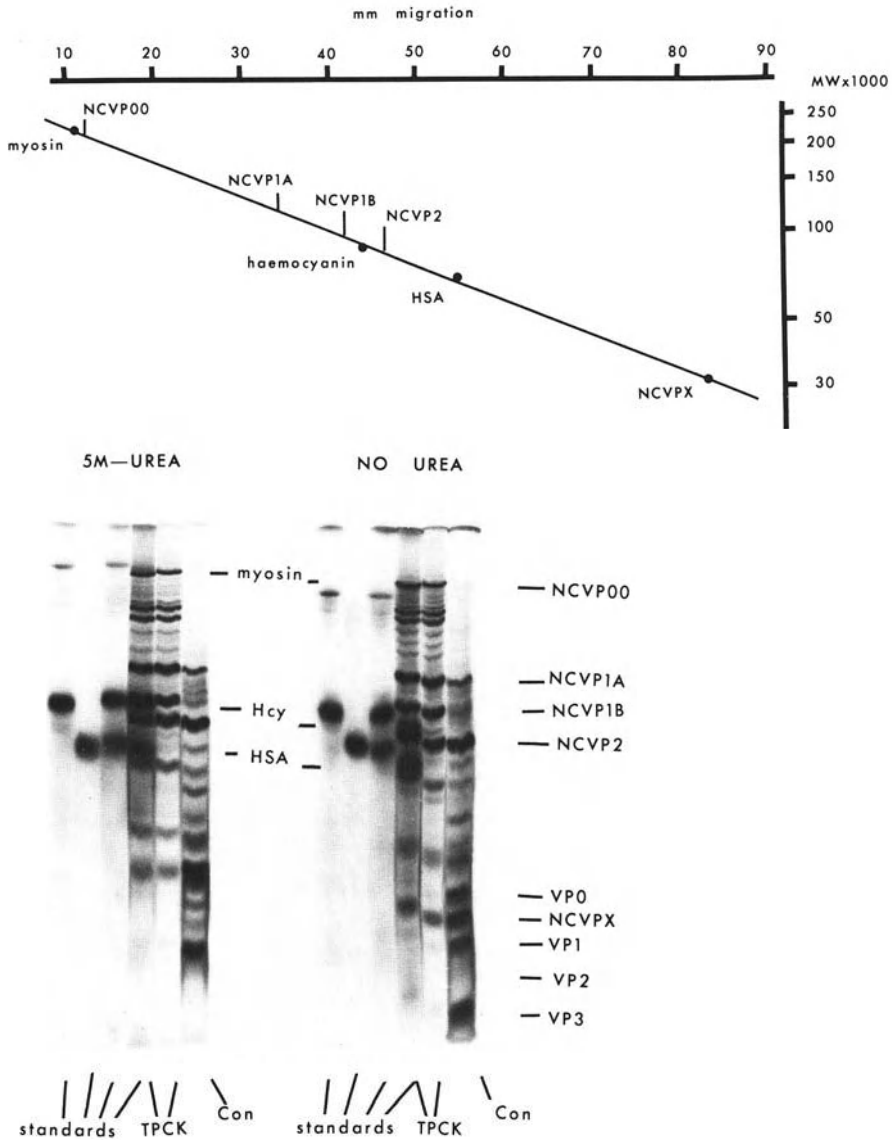 mm migration
10 20 30 40 50 60 70 80 90
MWx1000
250
200
150
100
50
30
NCVP00
myosin
NCVP1A
NCVP1B
NCVP2
haemocyanin
HSA
NCVPX
5M—UREA
NO UREA
myosin
Hcy
HSA
NCVP00
NCVP1A
NCVP1B
NCVP2
VP0
NCVPX
VP1
VP2
VP3
standards TPCK Con
standards TPCK Con